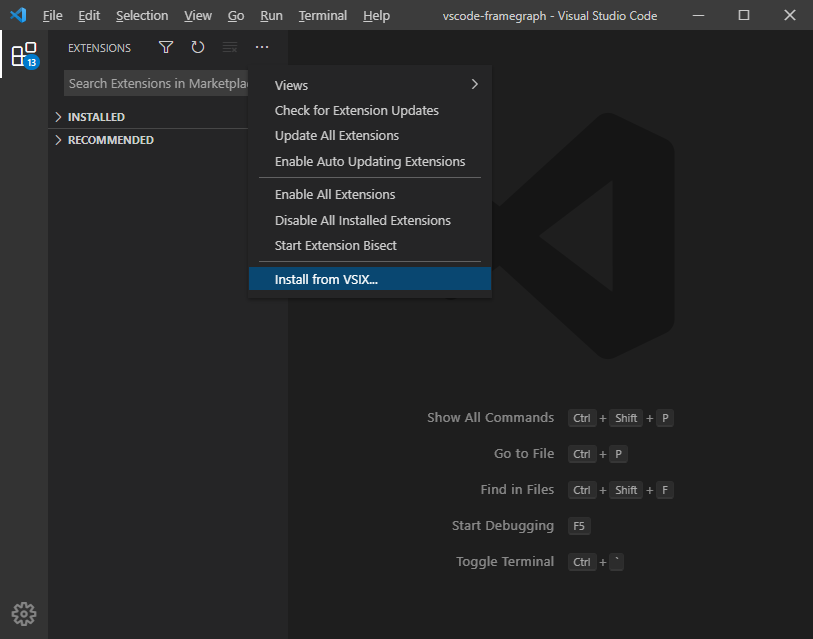 File Edit Selection View Go Run Terminal Help vscode-framegraph - Visual Studio Code
EXTENSIONS
13
Search Extensions in Marketpla
INSTALLED
RECOMMENDED
Views
Check for Extension Updates
Update All Extensions
Enable Auto Updating Extensions
Enable All Extensions
Disable All Installed Extensions
Start Extension Bisect
Install from VSIX...
Show All Commands Ctrl + Shift + P
Go to File Ctrl + P
Find in Files Ctrl + Shift + F
Start Debugging F5
Toggle Terminal Ctrl + `